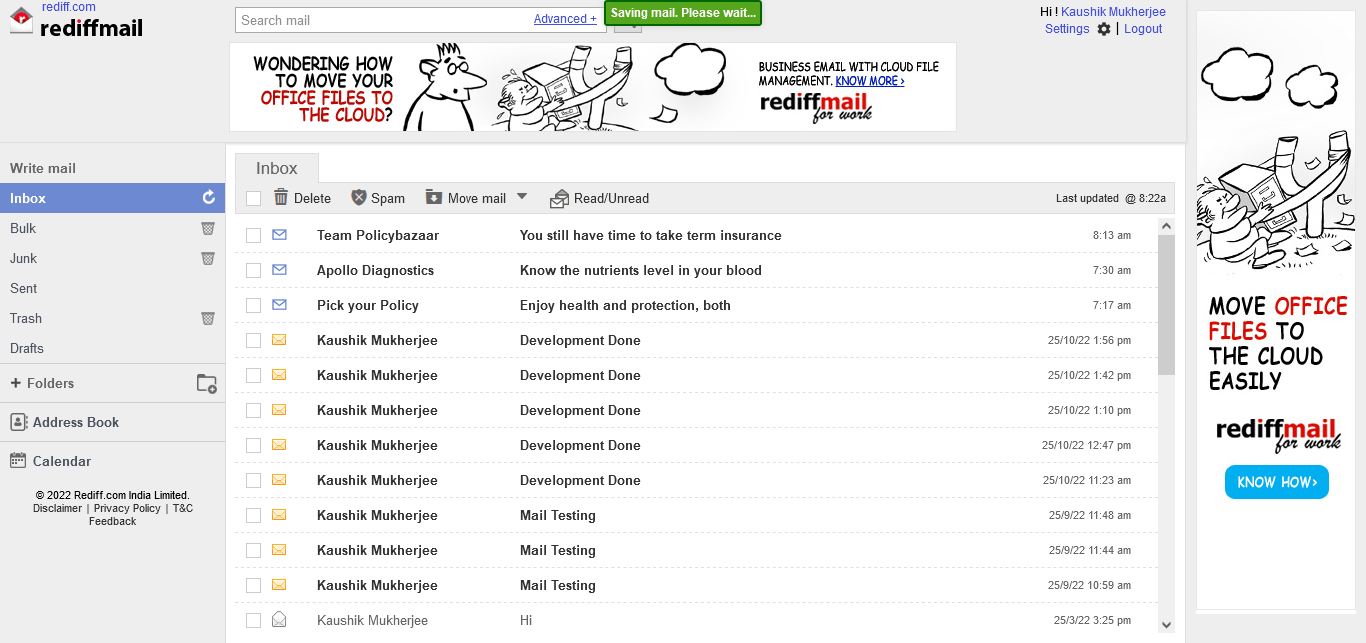 rediff.com
rediffmail
Search mail
Advanced +
Saving mail. Please wait...
Hi ! Kaushik Mukherjee
Settings | Logout
WONDERING HOW
TO MOVE YOUR
OFFICE FILES TO
THE CLOUD?
BUSINESS EMAIL WITH CLOUD FILE
MANAGEMENT. KNOW MORE ›
rediffmail
for work
Write mail
Inbox
Bulk
Junk
Sent
Trash
Drafts
+ Folders
Address Book
Calendar
© 2022 Rediff.com India Limited.
Disclaimer | Privacy Policy | T&C
Feedback
Inbox
Delete Spam Move mail Read/Unread Last updated @ 8:22a
Team Policybazaar You still have time to take term insurance 8:13 am
Apollo Diagnostics Know the nutrients level in your blood 7:30 am
Pick your Policy Enjoy health and protection, both 7:17 am
Kaushik Mukherjee Development Done 25/10/22 1:56 pm
Kaushik Mukherjee Development Done 25/10/22 1:42 pm
Kaushik Mukherjee Development Done 25/10/22 1:10 pm
Kaushik Mukherjee Development Done 25/10/22 12:47 pm
Kaushik Mukherjee Development Done 25/10/22 11:23 am
Kaushik Mukherjee Mail Testing 25/9/22 11:48 am
Kaushik Mukherjee Mail Testing 25/9/22 11:44 am
Kaushik Mukherjee Mail Testing 25/9/22 10:59 am
Kaushik Mukherjee Hi 25/3/22 3:25 pm
MOVE OFFICE
FILES TO
THE CLOUD
EASILY
rediffmail
for work
KNOW HOW›